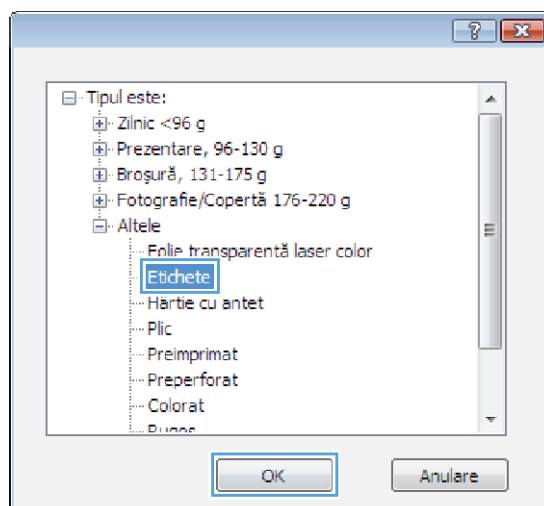 Tipul este:
Zilnic <96 g
Prezentare, 96-130 g
Broşură, 131-175 g
Fotografie/Copertă 176-220 g
Altele
Folie transparentă laser color
Etichete
Hârtie cu antet
Plic
Preimprimat
Preperforat
Colorat
Rugos
OK Anulare